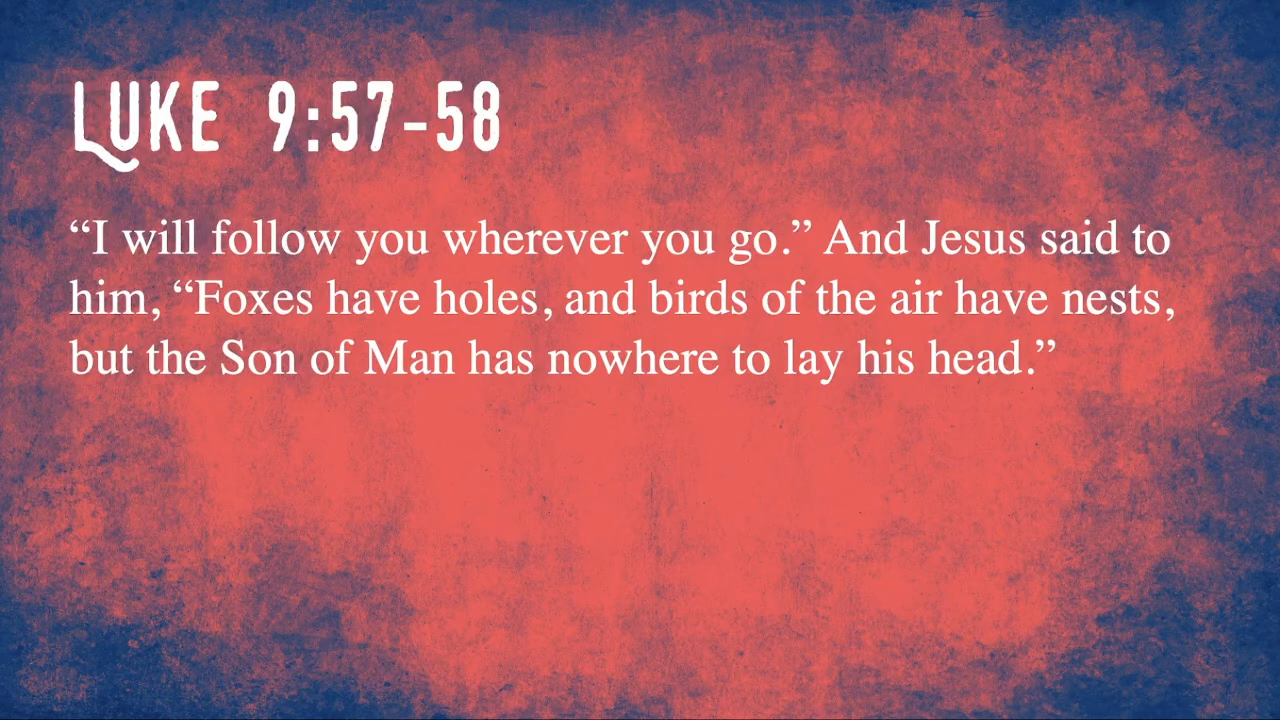 LUKE 9:57-58
“I will follow you wherever you go.” And Jesus said to
him, “Foxes have holes, and birds of the air have nests,
but the Son of Man has nowhere to lay his head.”